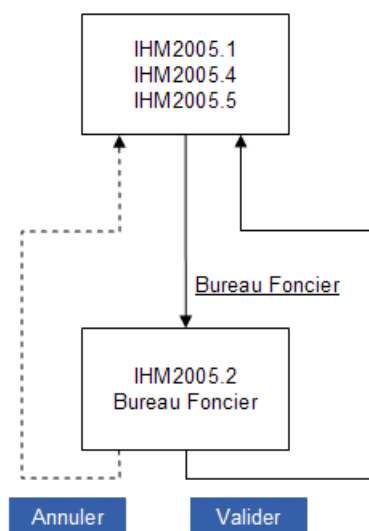 IHM2005.1
IHM2005.4
IHM2005.5
Bureau Foncier
IHM2005.2
Bureau Foncier
Annuler
Valider